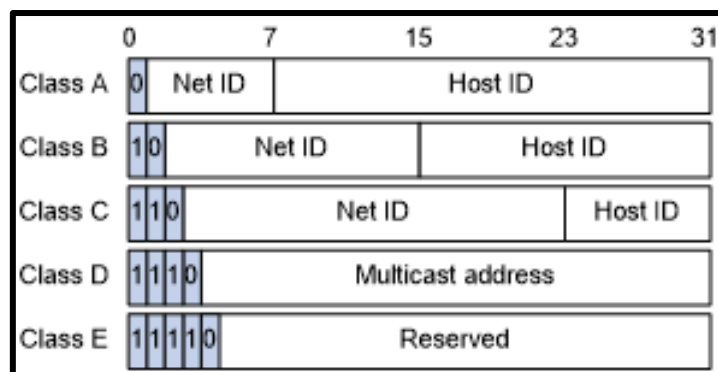 0 7 15 23 31
Class A 0 Net ID Host ID
Class B 1 0 Net ID Host ID
Class C 1 1 0 Net ID Host ID
Class D 1 1 1 0 Multicast address
Class E 1 1 1 1 0 Reserved